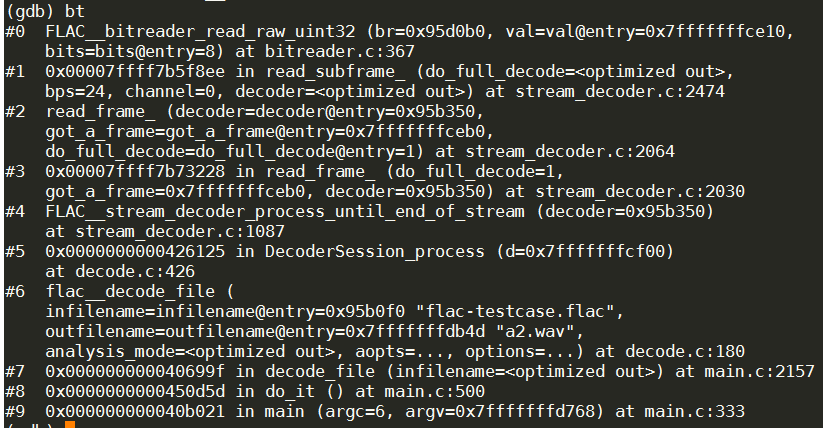 (gdb) bt
#0  FLAC__bitreader_read_raw_uint32 (br=0x95d0b0, val=val@entry=0x7fffffffce10,
    bits=bits@entry=8) at bitreader.c:367
#1  0x00007ffff7b5f8ee in read_subframe_ (do_full_decode=<optimized out>,
    bps=24, channel=0, decoder=<optimized out>) at stream_decoder.c:2474
#2  read_frame_ (decoder=decoder@entry=0x95b350,
    got_a_frame=got_a_frame@entry=0x7fffffffceb0,
    do_full_decode=do_full_decode@entry=1) at stream_decoder.c:2064
#3  0x00007ffff7b73228 in read_frame_ (do_full_decode=1,
    got_a_frame=0x7fffffffceb0, decoder=0x95b350) at stream_decoder.c:2030
#4  FLAC__stream_decoder_process_until_end_of_stream (decoder=0x95b350)
    at stream_decoder.c:1087
#5  0x0000000000426125 in DecoderSession_process (d=0x7fffffffcf00)
    at decode.c:426
#6  flac__decode_file (
    infilename=infilename@entry=0x95b0f0 "flac-testcase.flac",
    outfilename=outfilename@entry=0x7fffffffdb4d "a2.wav",
    analysis_mode=<optimized out>, aopts=..., options=...) at decode.c:180
#7  0x000000000040699f in decode_file (infilename=<optimized out>) at main.c:2157
#8  0x0000000000450d5d in do_it () at main.c:500
#9  0x000000000040b021 in main (argc=6, argv=0x7fffffffd768) at main.c:333